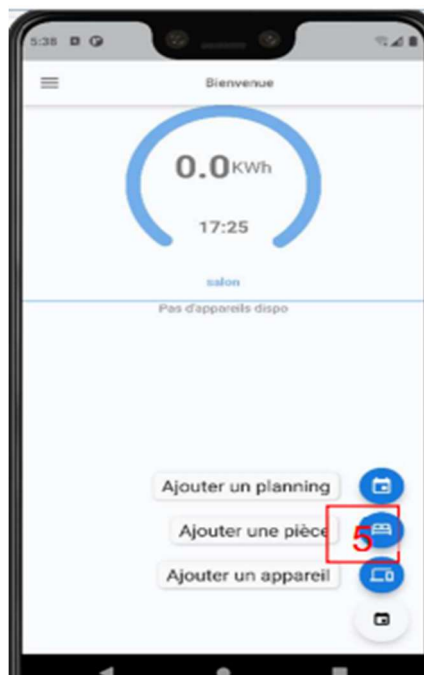 5:38
Bienvenue
0.0KWh
17:25
salon
Pas d'appareils dispo
Ajouter un planning
Ajouter une pièce
5
Ajouter un appareil